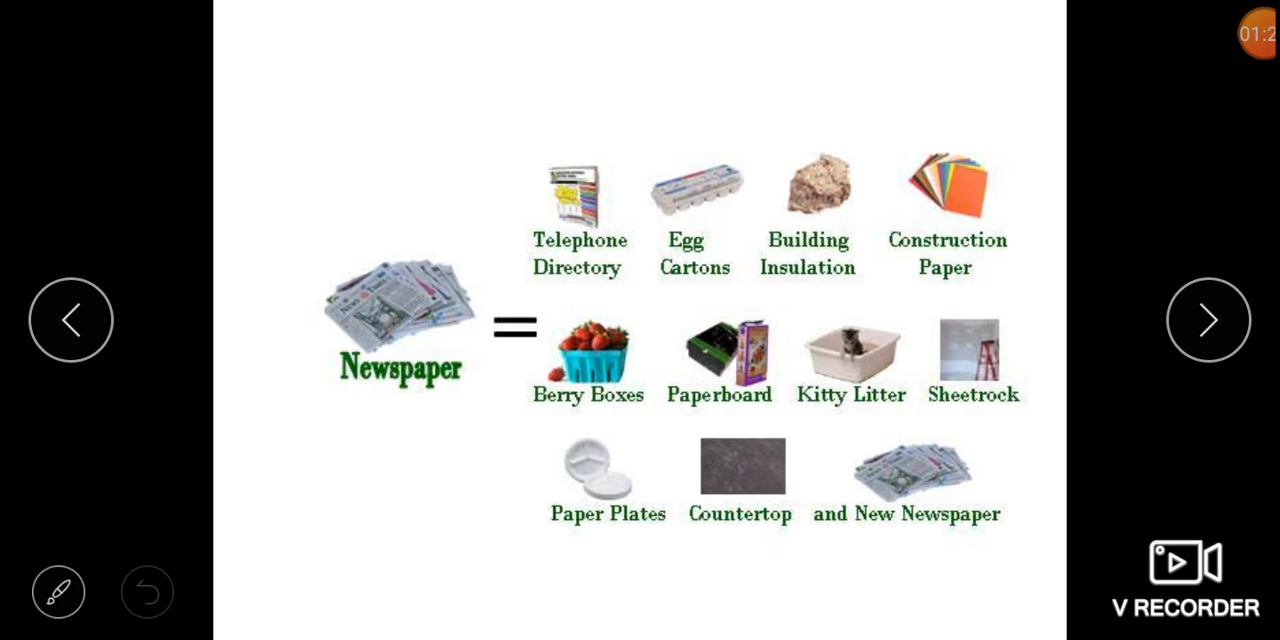 01:2
Telephone
Directory
Egg
Cartons
Building
Insulation
Construction
Paper
Newspaper
=
Berry Boxes
Paperboard
Kitty Litter
Sheetrock
Paper Plates
Countertop
and New Newspaper
V RECORDER